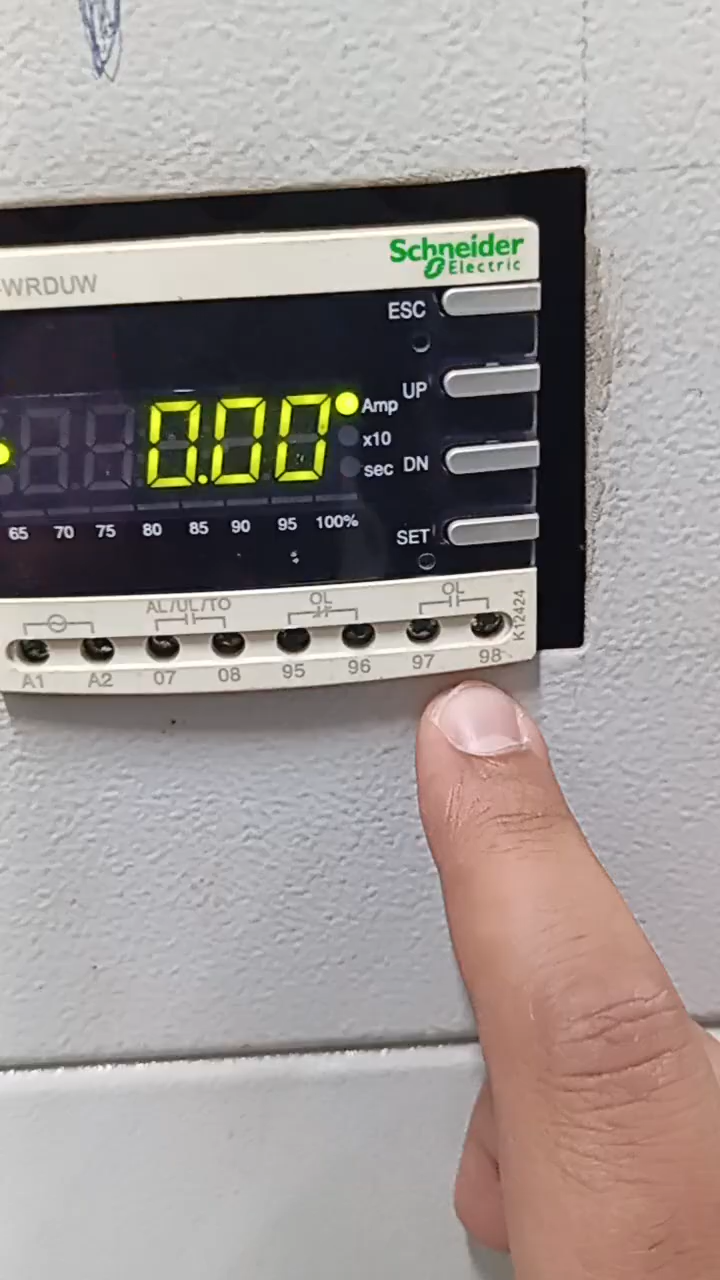 -WRDUW
Schneider
Electric
ESC
UP
0.00
Amp
x10
sec
DN
65 70 75 80 85 90 95 100%
SET
AL/UL/TO
OL
OL
A1 A2 07 08 95 96 97 98
K12424